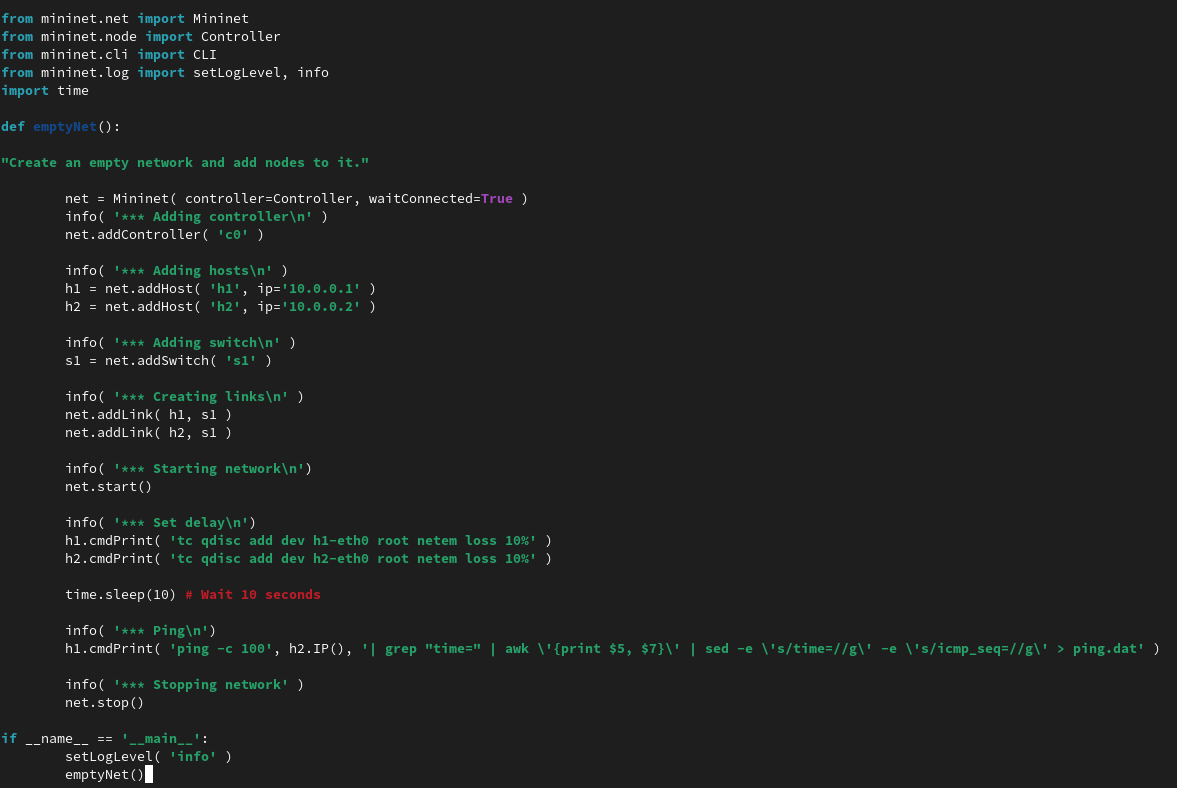 from mininet.net import Mininet
from mininet.node import Controller
from mininet.cli import CLI
from mininet.log import setLogLevel, info
import time

def emptyNet():

"Create an empty network and add nodes to it."

        net = Mininet( controller=Controller, waitConnected=True )
        info( '*** Adding controller\n' )
        net.addController( 'c0' )

        info( '*** Adding hosts\n' )
        h1 = net.addHost( 'h1', ip='10.0.0.1' )
        h2 = net.addHost( 'h2', ip='10.0.0.2' )

        info( '*** Adding switch\n' )
        s1 = net.addSwitch( 's1' )

        info( '*** Creating links\n' )
        net.addLink( h1, s1 )
        net.addLink( h2, s1 )

        info( '*** Starting network\n')
        net.start()

        info( '*** Set delay\n')
        h1.cmdPrint( 'tc qdisc add dev h1-eth0 root netem loss 10%' )
        h2.cmdPrint( 'tc qdisc add dev h2-eth0 root netem loss 10%' )

        time.sleep(10) # Wait 10 seconds

        info( '*** Ping\n')
        h1.cmdPrint( 'ping -c 100', h2.IP(), '| grep "time=" | awk \'{print $5, $7}\' | sed -e \'s/time=//g\' -e \'s/icmp_seq=//g\' > ping.dat' )

        info( '*** Stopping network' )
        net.stop()

if __name__ == '__main__':
        setLogLevel( 'info' )
        emptyNet()